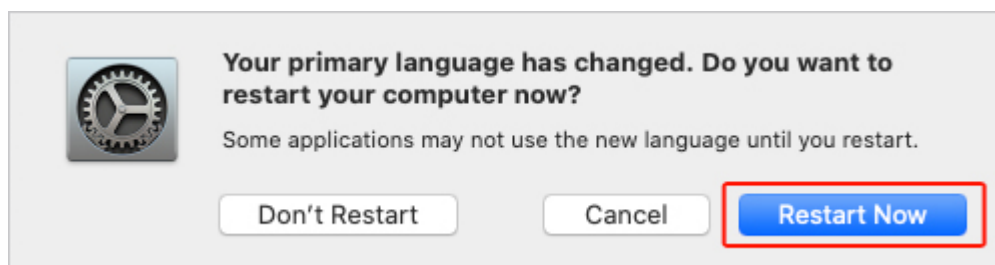 Your primary language has changed. Do you want to
restart your computer now?
Some applications may not use the new language until you restart.
Don't Restart
Cancel
Restart Now